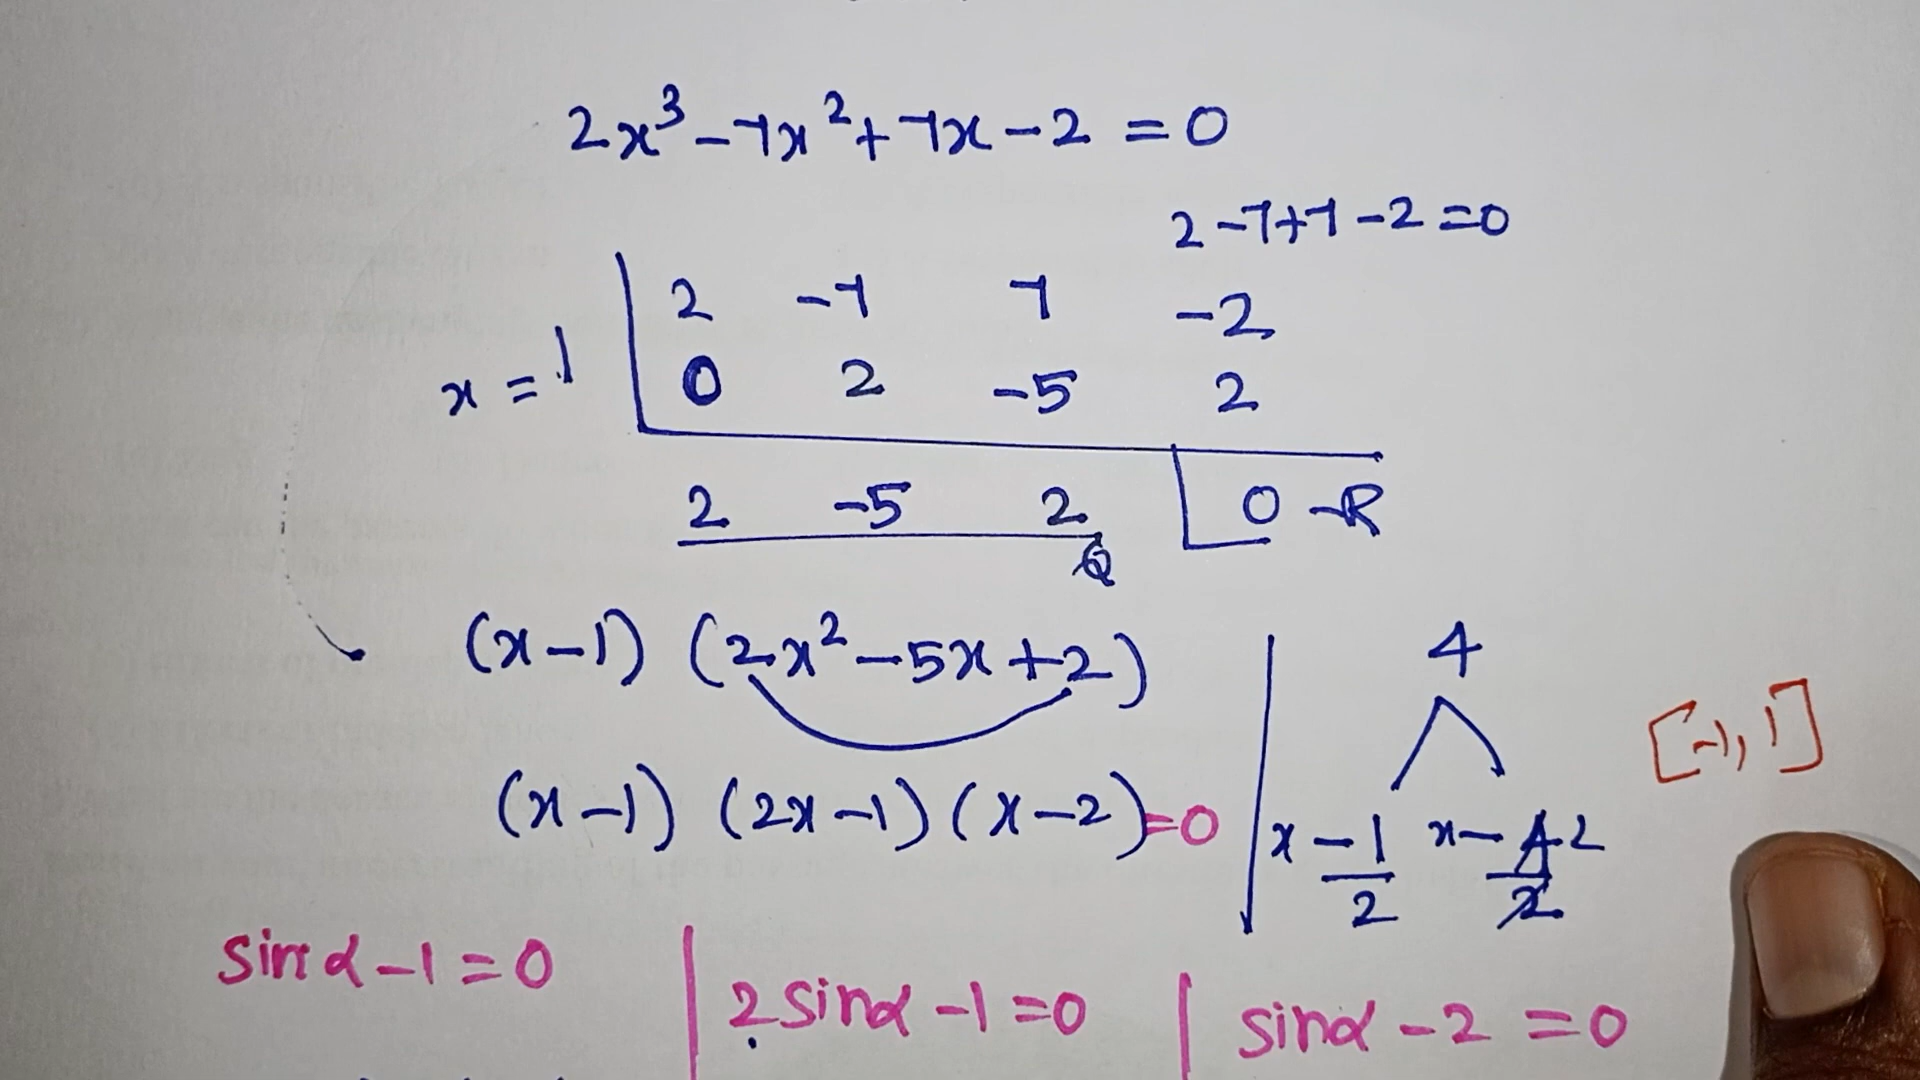 2x³ - 7x² + 7x - 2 = 0
2 - 7 + 7 - 2 = 0
2 -7 7 -2
x = 1
0 2 -5 2
2 -5 2 0 - R
Q
(x - 1) (2x² - 5x + 2)
4
[-1, 1]
(x - 1) (2x - 1) (x - 2) = 0
x - 1/2 x - 4/2 2
sin α - 1 = 0
2 sin α - 1 = 0
sin α - 2 = 0